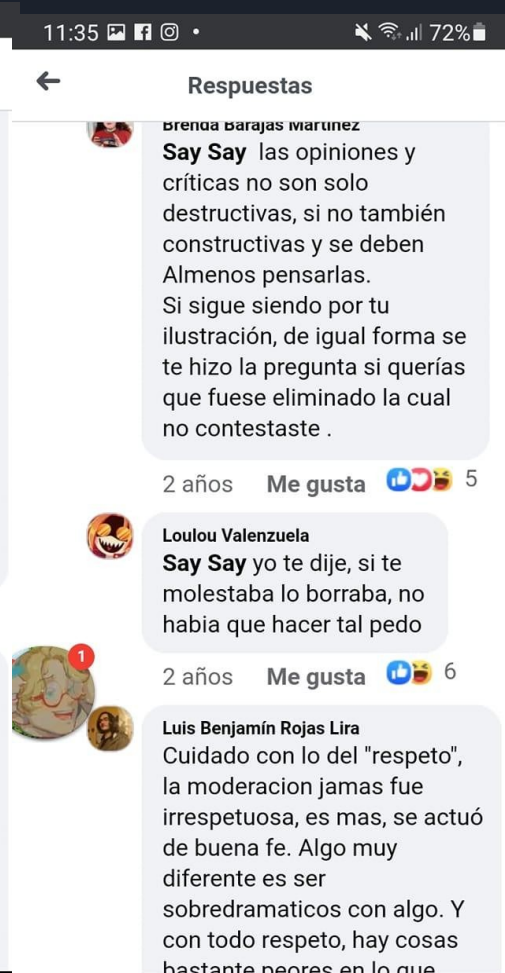 11:35
72%
Respuestas
Brenda Barajas Martinez
Say Say las opiniones y
críticas no son solo
destructivas, si no también
constructivas y se deben
Almenos pensarlas.
Si sigue siendo por tu
ilustración, de igual forma se
te hizo la pregunta si querías
que fuese eliminado la cual
no contestaste .
2 años Me gusta 5
Loulou Valenzuela
Say Say yo te dije, si te
molestaba lo borraba, no
habia que hacer tal pedo
2 años Me gusta 6
1
Luis Benjamín Rojas Lira
Cuidado con lo del "respeto",
la moderacion jamas fue
irrespetuosa, es mas, se actuó
de buena fe. Algo muy
diferente es ser
sobredramaticos con algo. Y
con todo respeto, hay cosas
bastante peores en lo que